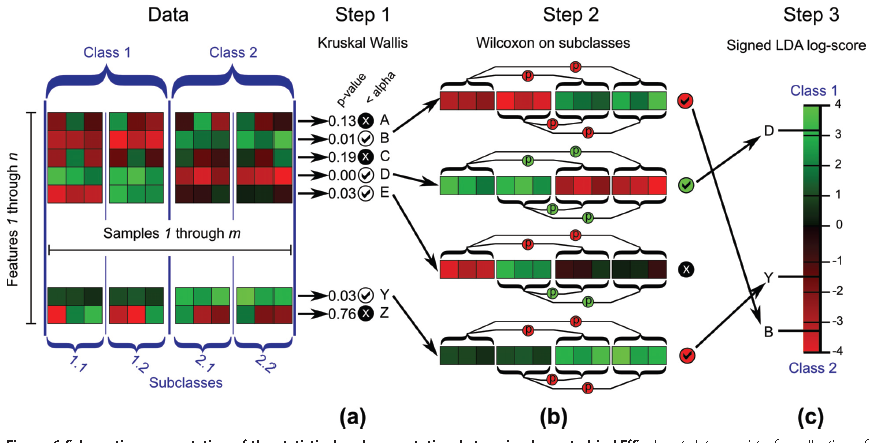 Data
Step 1
Step 2
Step 3
Kruskal Wallis
Wilcoxon on subclasses
Signed LDA log-score
Class 1
Class 2
p-value
< alpha
Features 1 through n
0.13 X A
0.01 B
0.19 X C
0.00 D
0.03 E
Samples 1 through m
0.03 Y
0.76 X Z
1.1
1.2
2.1
2.2
Subclasses
p p
p p
p p
p p
p p
p p
X
p p
p p
Class 1
D
Y
B
4
3
2
1
0
-1
-2
-3
-4
Class 2
(a)
(b)
(c)